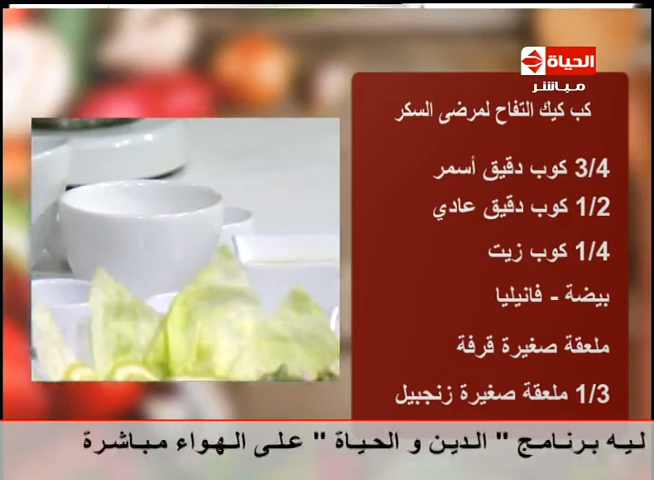 الحياة
مباشر
كب كيك التفاح لمرضى السكر
3/4 كوب دقيق أسمر
1/2 كوب دقيق عادي
1/4 كوب زيت
بيضة - فانيليا
ملعقة صغيرة قرفة
1/3 ملعقة صغيرة زنجبيل
ليه برنامج " الدين و الحياة " على الهواء مباشرة